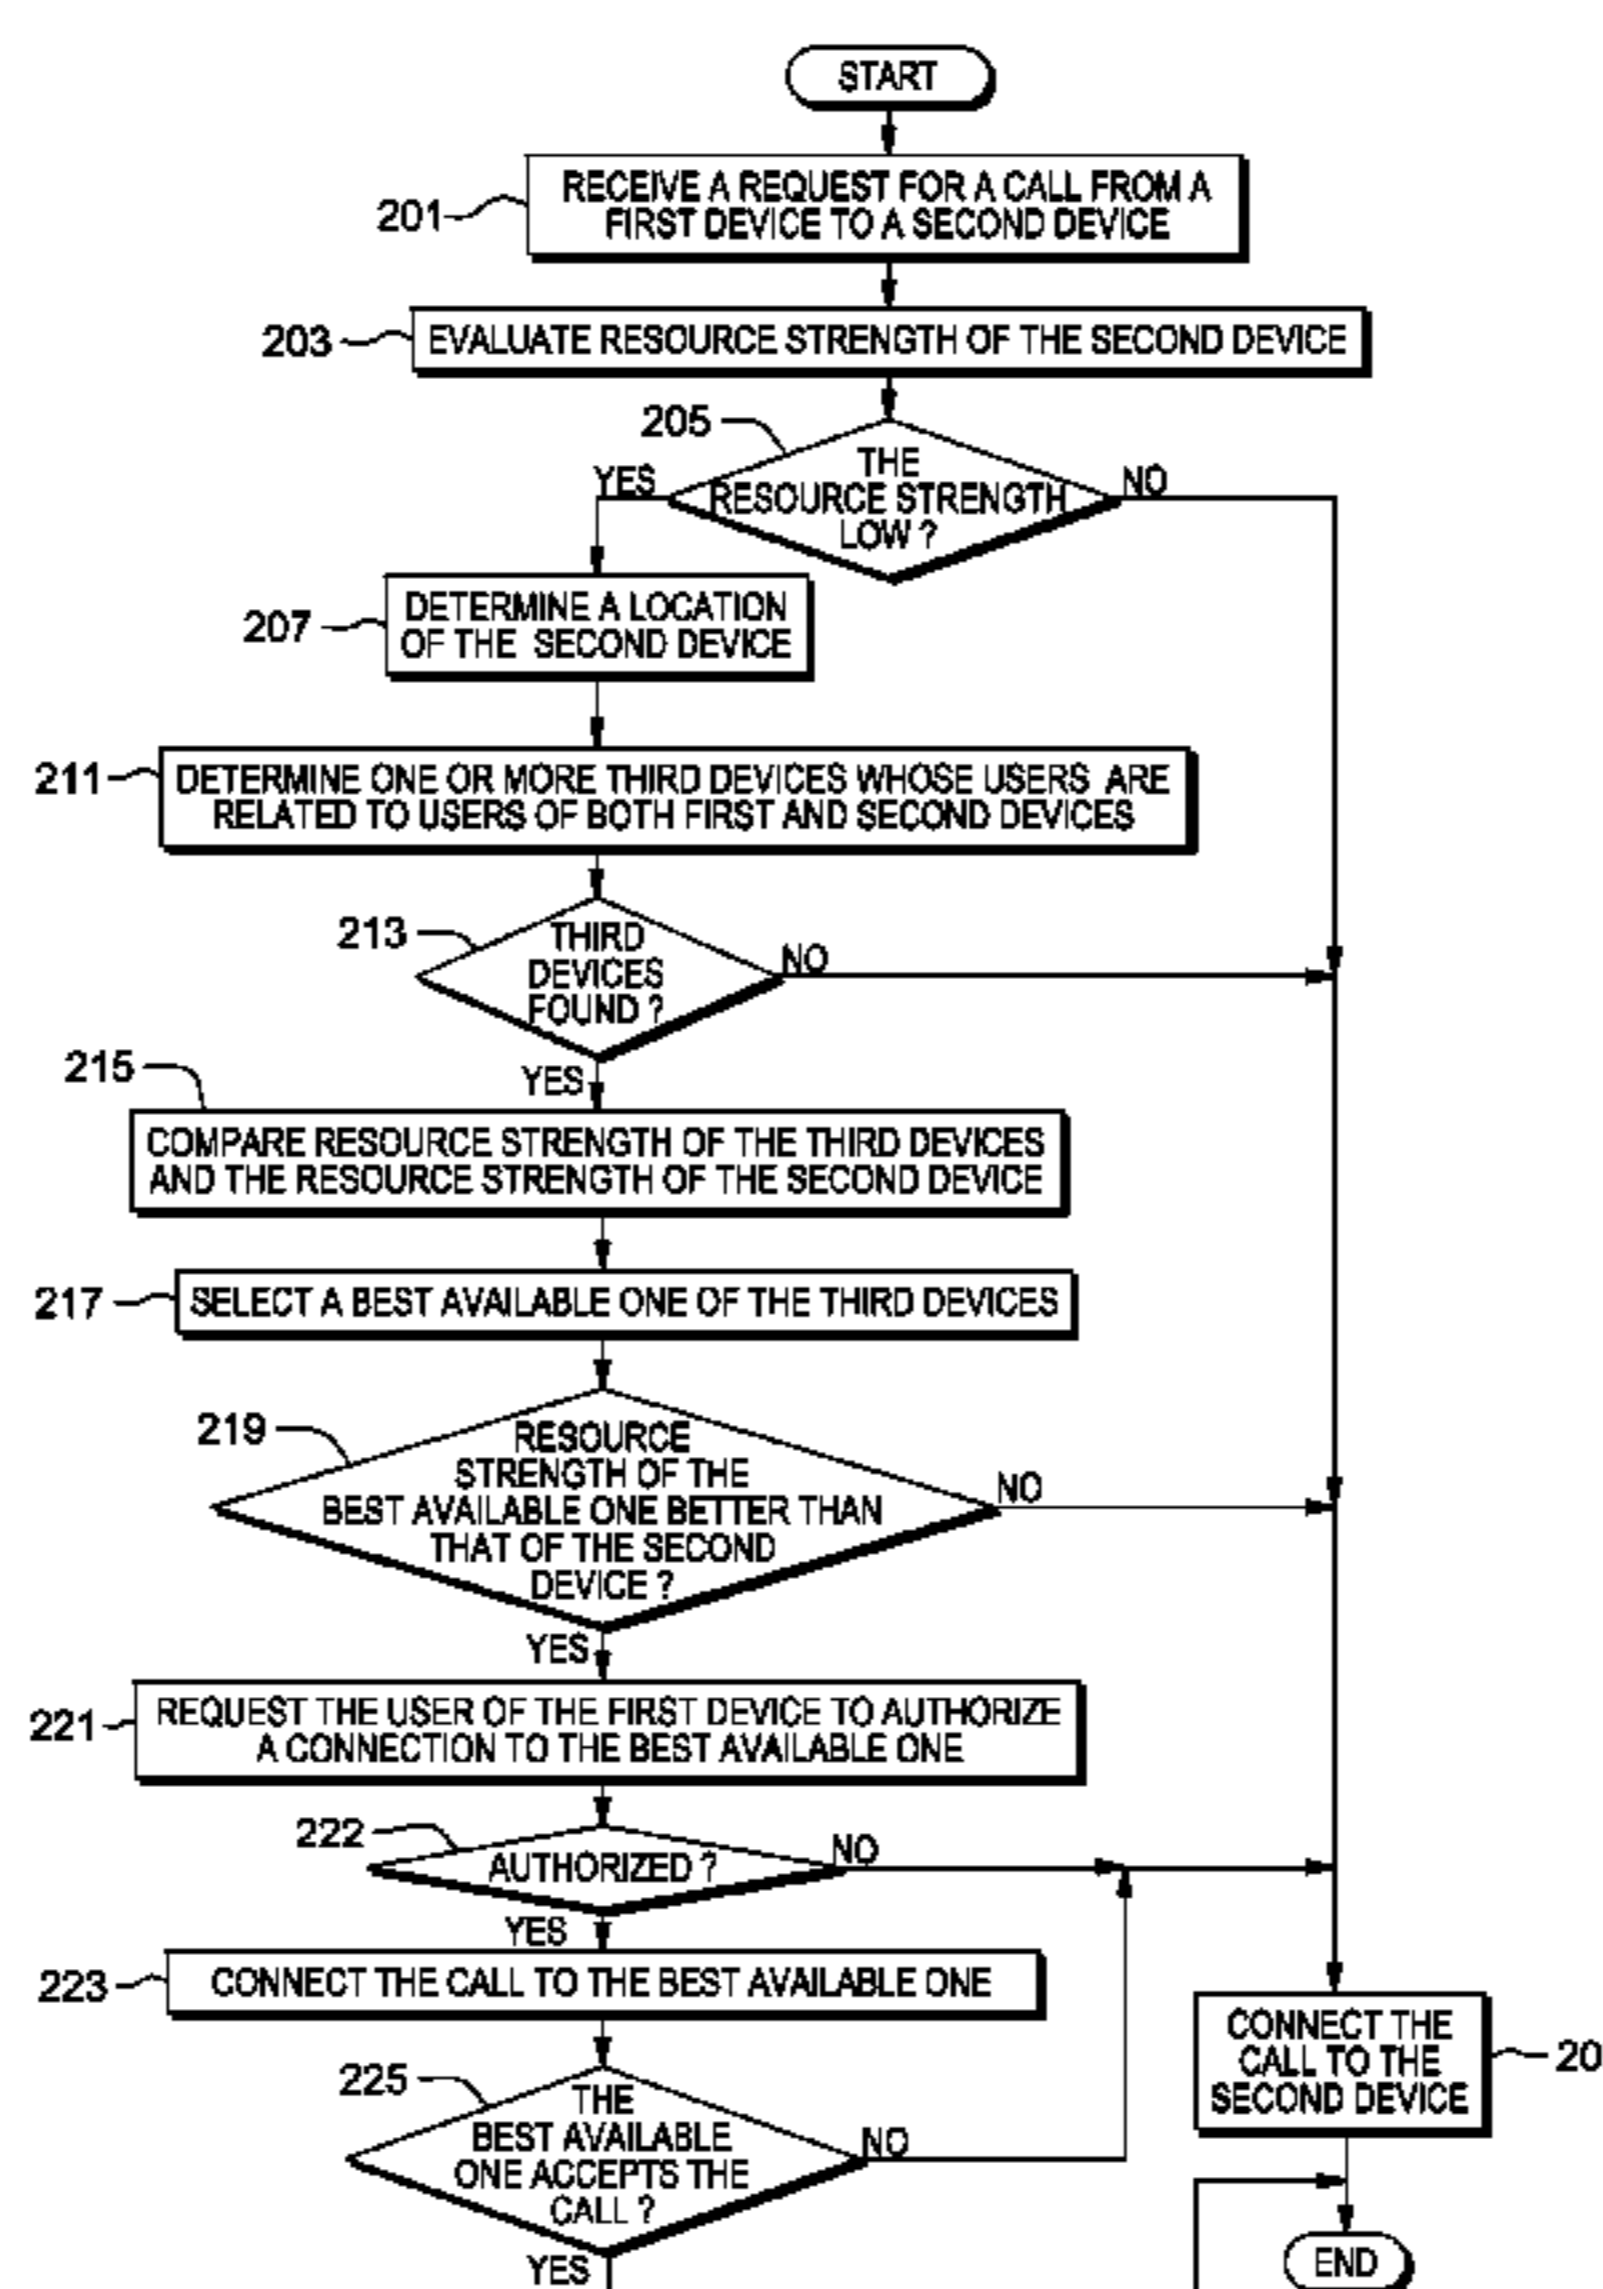 START
201
RECEIVE A REQUEST FOR A CALL FROM A
FIRST DEVICE TO A SECOND DEVICE
203
EVALUATE RESOURCE STRENGTH OF THE SECOND DEVICE
205
THE
RESOURCE STRENGTH
LOW ?
YES
NO
207
DETERMINE A LOCATION
OF THE SECOND DEVICE
211
DETERMINE ONE OR MORE THIRD DEVICES WHOSE USERS ARE
RELATED TO USERS OF BOTH FIRST AND SECOND DEVICES
213
THIRD
DEVICES
FOUND ?
NO
YES
215
COMPARE RESOURCE STRENGTH OF THE THIRD DEVICES
AND THE RESOURCE STRENGTH OF THE SECOND DEVICE
217
SELECT A BEST AVAILABLE ONE OF THE THIRD DEVICES
219
RESOURCE
STRENGTH OF THE
BEST AVAILABLE ONE BETTER THAN
THAT OF THE SECOND
DEVICE ?
NO
YES
221
REQUEST THE USER OF THE FIRST DEVICE TO AUTHORIZE
A CONNECTION TO THE BEST AVAILABLE ONE
222
AUTHORIZED ?
NO
YES
223
CONNECT THE CALL TO THE BEST AVAILABLE ONE
225
THE
BEST AVAILABLE
ONE ACCEPTS THE
CALL ?
NO
YES
CONNECT THE
CALL TO THE
SECOND DEVICE
20
END